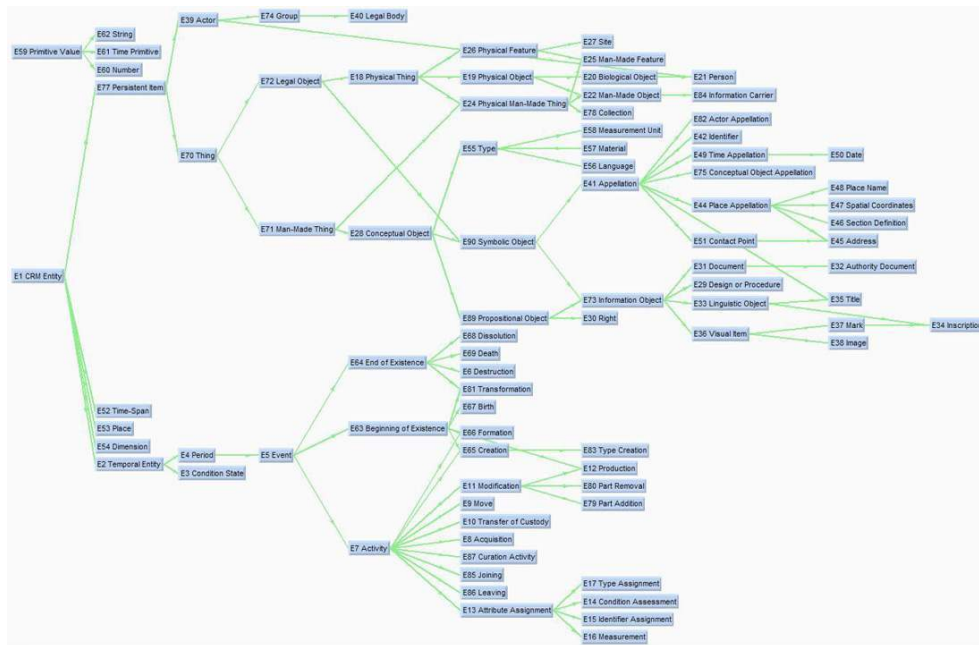 E59 Primitive Value
E62 String
E61 Time Primitive
E60 Number
E77 Persistent Item
E39 Actor
E74 Group
E40 Legal Body
E70 Thing
E72 Legal Object
E71 Man-Made Thing
E18 Physical Thing
E28 Conceptual Object
E26 Physical Feature
E19 Physical Object
E24 Physical Man-Made Thing
E55 Type
E90 Symbolic Object
E89 Propositional Object
E27 Site
E25 Man-Made Feature
E20 Biological Object
E22 Man-Made Object
E78 Collection
E21 Person
E84 Information Carrier
E58 Measurement Unit
E57 Material
E56 Language
E41 Appellation
E73 Information Object
E30 Right
E82 Actor Appellation
E42 Identifier
E49 Time Appellation
E75 Conceptual Object Appellation
E44 Place Appellation
E51 Contact Point
E50 Date
E48 Place Name
E47 Spatial Coordinates
E46 Section Definition
E45 Address
E31 Document
E29 Design or Procedure
E33 Linguistic Object
E36 Visual Item
E32 Authority Document
E35 Title
E37 Mark
E38 Image
E34 Inscriptio
E1 CRM Entity
E52 Time-Span
E53 Place
E54 Dimension
E2 Temporal Entity
E4 Period
E3 Condition State
E5 Event
E64 End of Existence
E63 Beginning of Existence
E7 Activity
E68 Dissolution
E69 Death
E6 Destruction
E81 Transformation
E67 Birth
E66 Formation
E65 Creation
E11 Modification
E9 Move
E10 Transfer of Custody
E8 Acquisition
E87 Curation Activity
E85 Joining
E86 Leaving
E13 Attribute Assignment
E83 Type Creation
E12 Production
E80 Part Removal
E79 Part Addition
E17 Type Assignment
E14 Condition Assessment
E15 Identifier Assignment
E16 Measurement